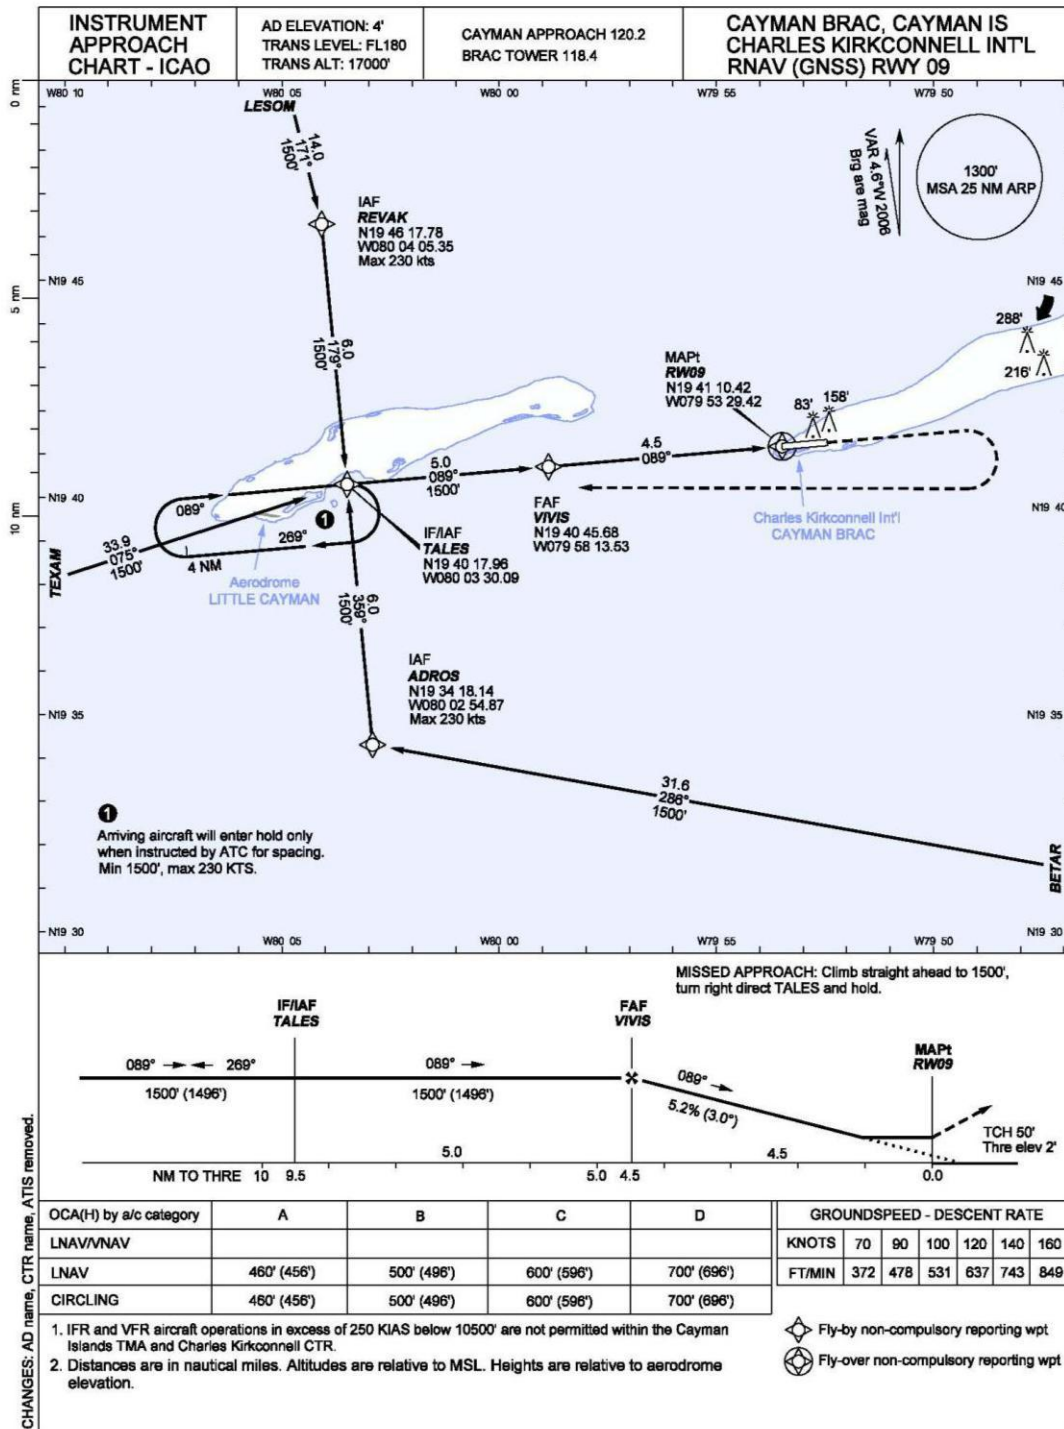 INSTRUMENT
APPROACH
CHART - ICAO
AD ELEVATION: 4'
TRANS LEVEL: FL180
TRANS ALT: 17000'
CAYMAN APPROACH 120.2
BRAC TOWER 118.4
CAYMAN BRAC, CAYMAN IS
CHARLES KIRKCONNELL INT'L
RNAV (GNSS) RWY 09
0 nm
W80 10
W80 05
W80 00
W79 55
W79 50
LESOM
14.0
171°
1500'
IAF
REVAK
N19 46 17.78
W080 04 05.35
Max 230 kts
VAR 4.6°W 2006
Brg are mag
1300'
MSA 25 NM ARP
N19 45
N19 45
5 nm
6.0
179°
1500'
288'
216'
MAPt
RW09
N19 41 10.42
W079 53 29.42
83'
158'
5.0
089°
1500'
4.5
089°
N19 40
N19 40
10 nm
089°
1
269°
4 NM
33.9
075°
1500'
TEXAM
Aerodrome
LITTLE CAYMAN
IF/IAF
TALES
N19 40 17.96
W080 03 30.09
FAF
VIVIS
N19 40 45.68
W079 58 13.53
Charles Kirkconnell Int'l
CAYMAN BRAC
6.0
359°
1500'
IAF
ADROS
N19 34 18.14
W080 02 54.87
Max 230 kts
N19 35
N19 35
31.6
286°
1500'
BETAR
1
Arriving aircraft will enter hold only
when instructed by ATC for spacing.
Min 1500', max 230 KTS.
N19 30
N19 30
W80 05
W80 00
W79 55
W79 50
MISSED APPROACH: Climb straight ahead to 1500',
turn right direct TALES and hold.
IF/IAF
TALES
FAF
VIVIS
MAPt
RW09
089°
269°
089°
089°
1500' (1496')
1500' (1496')
5.2% (3.0°)
TCH 50'
Thre elev 2'
5.0
4.5
NM TO THRE 10 9.5
5.0 4.5
0.0
OCA(H) by a/c category A B C D
LNAV/VNAV
LNAV 460' (456') 500' (496') 600' (596') 700' (696')
CIRCLING 460' (456') 500' (496') 600' (596') 700' (696')
GROUNDSPEED - DESCENT RATE
KNOTS 70 90 100 120 140 160
FT/MIN 372 478 531 637 743 849
1. IFR and VFR aircraft operations in excess of 250 KIAS below 10500' are not permitted within the Cayman
Islands TMA and Charles Kirkconnell CTR.
2. Distances are in nautical miles. Altitudes are relative to MSL. Heights are relative to aerodrome
elevation.
Fly-by non-compulsory reporting wpt
Fly-over non-compulsory reporting wpt
CHANGES: AD name, CTR name, ATIS removed.